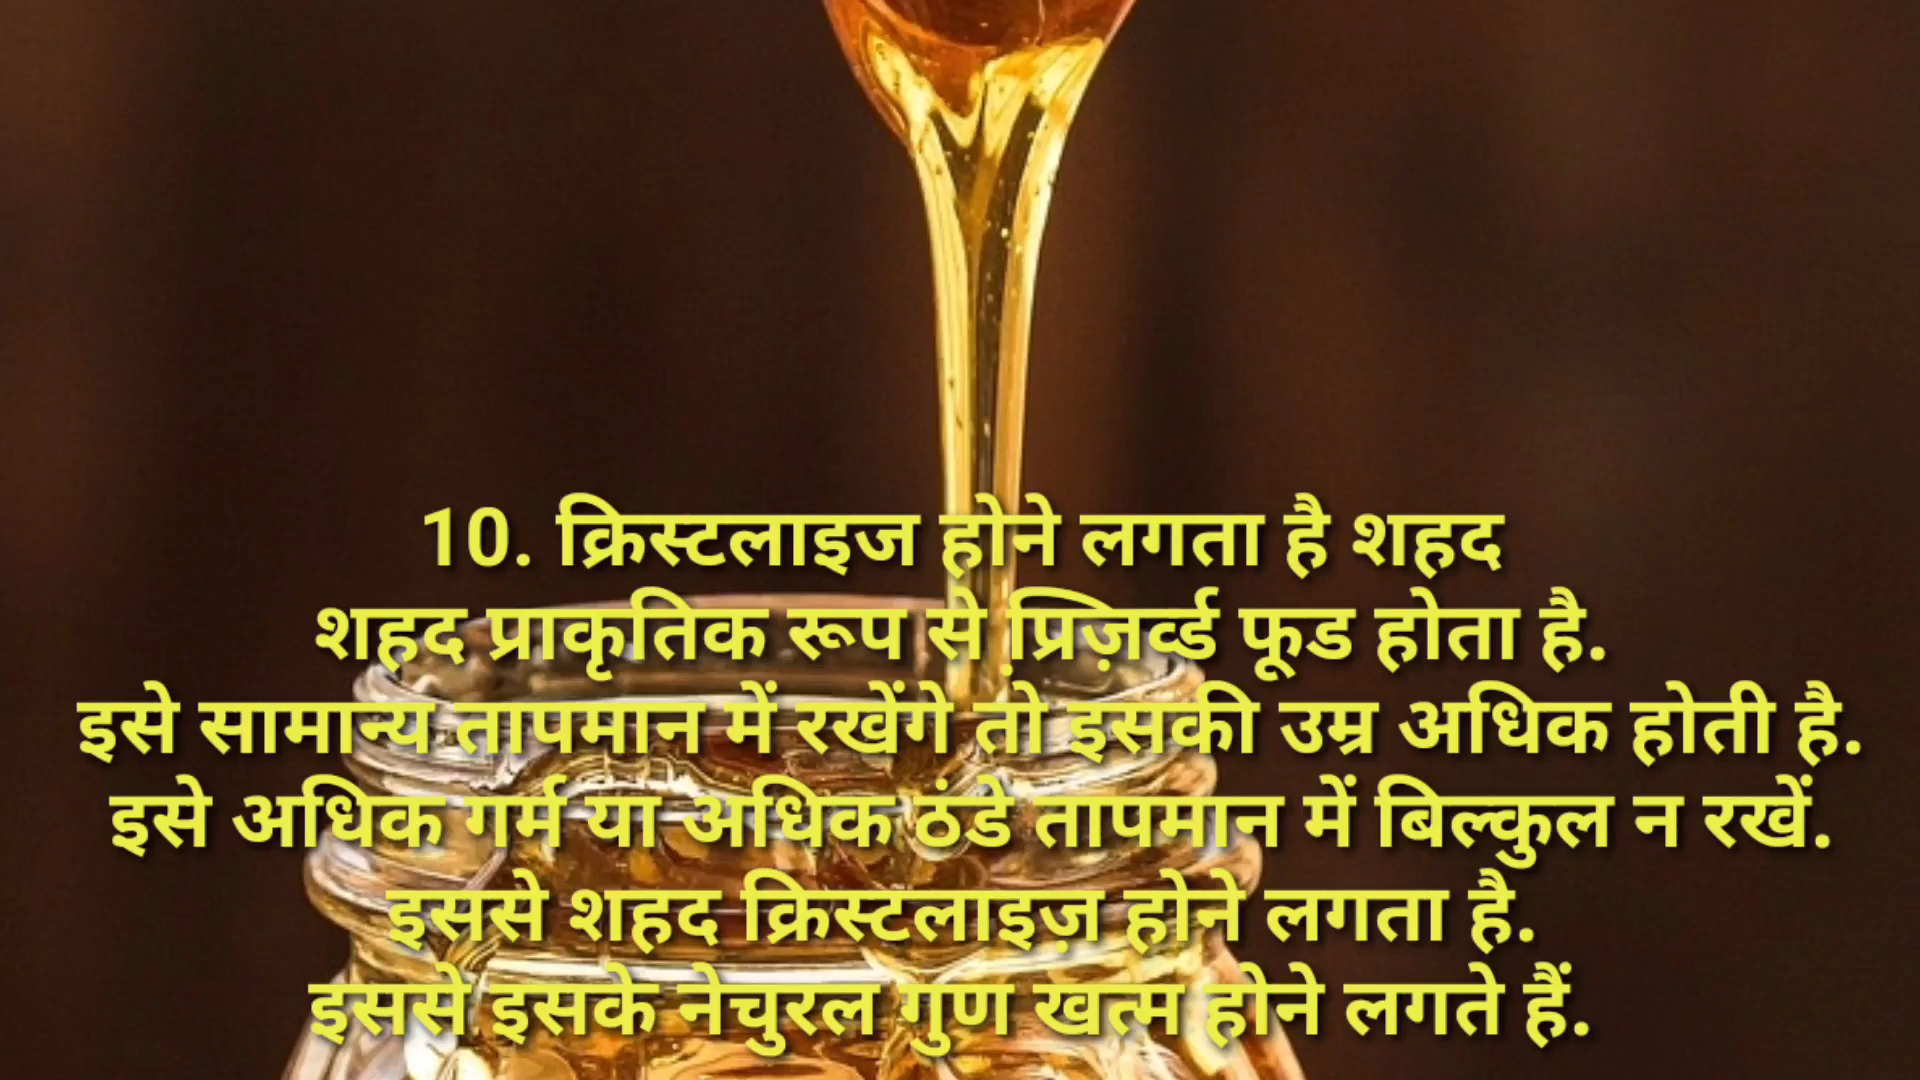 10. क्रिस्टलाइज होने लगता है शहद
शहद प्राकृतिक रूप से प्रिज़र्व्ड फूड होता है.
इसे सामान्य तापमान में रखेंगे तो इसकी उम्र अधिक होती है.
इसे अधिक गर्म या अधिक ठंडे तापमान में बिल्कुल न रखें.
इससे शहद क्रिस्टलाइज़ होने लगता है.
इससे इसके नेचुरल गुण खत्म होने लगते हैं.